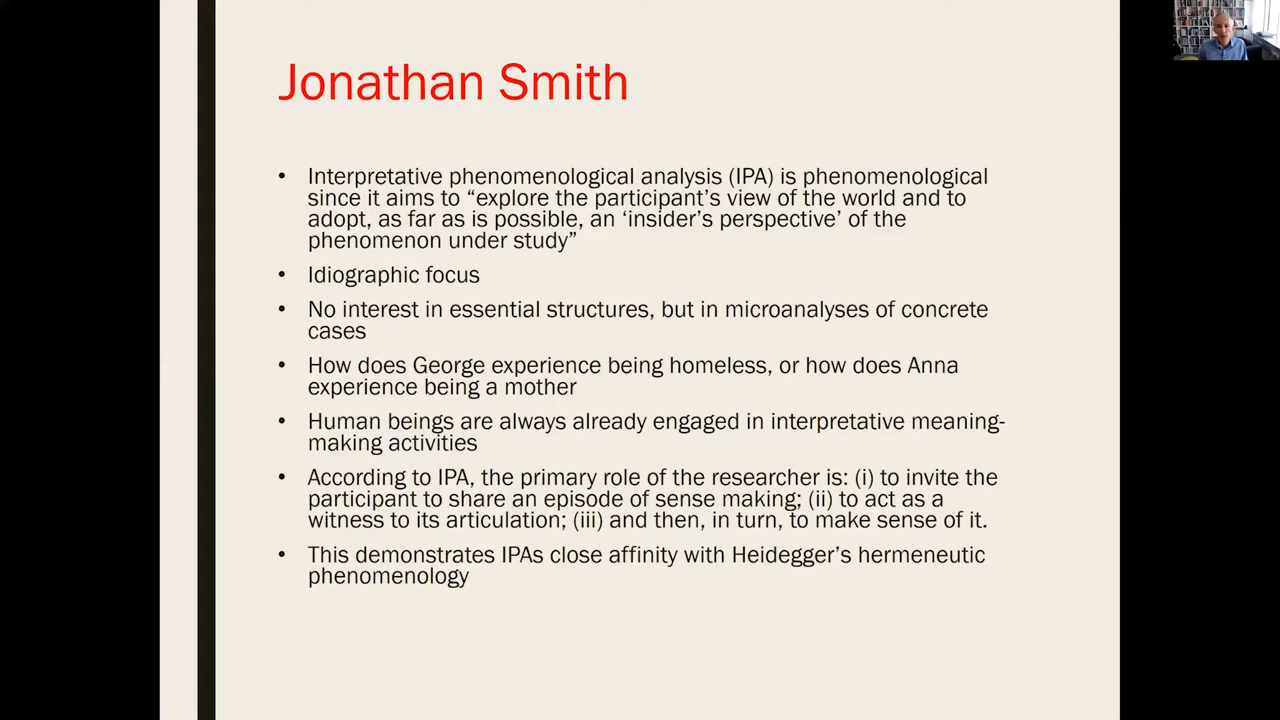 Jonathan Smith
• Interpretative phenomenological analysis (IPA) is phenomenological
since it aims to “explore the participant’s view of the world and to
adopt, as far as is possible, an ‘insider’s perspective’ of the
phenomenon under study”
• Idiographic focus
• No interest in essential structures, but in microanalyses of concrete
cases
• How does George experience being homeless, or how does Anna
experience being a mother
• Human beings are always already engaged in interpretative meaning-
making activities
• According to IPA, the primary role of the researcher is: (i) to invite the
participant to share an episode of sense making; (ii) to act as a
witness to its articulation; (iii) and then, in turn, to make sense of it.
• This demonstrates IPAs close affinity with Heidegger’s hermeneutic
phenomenology